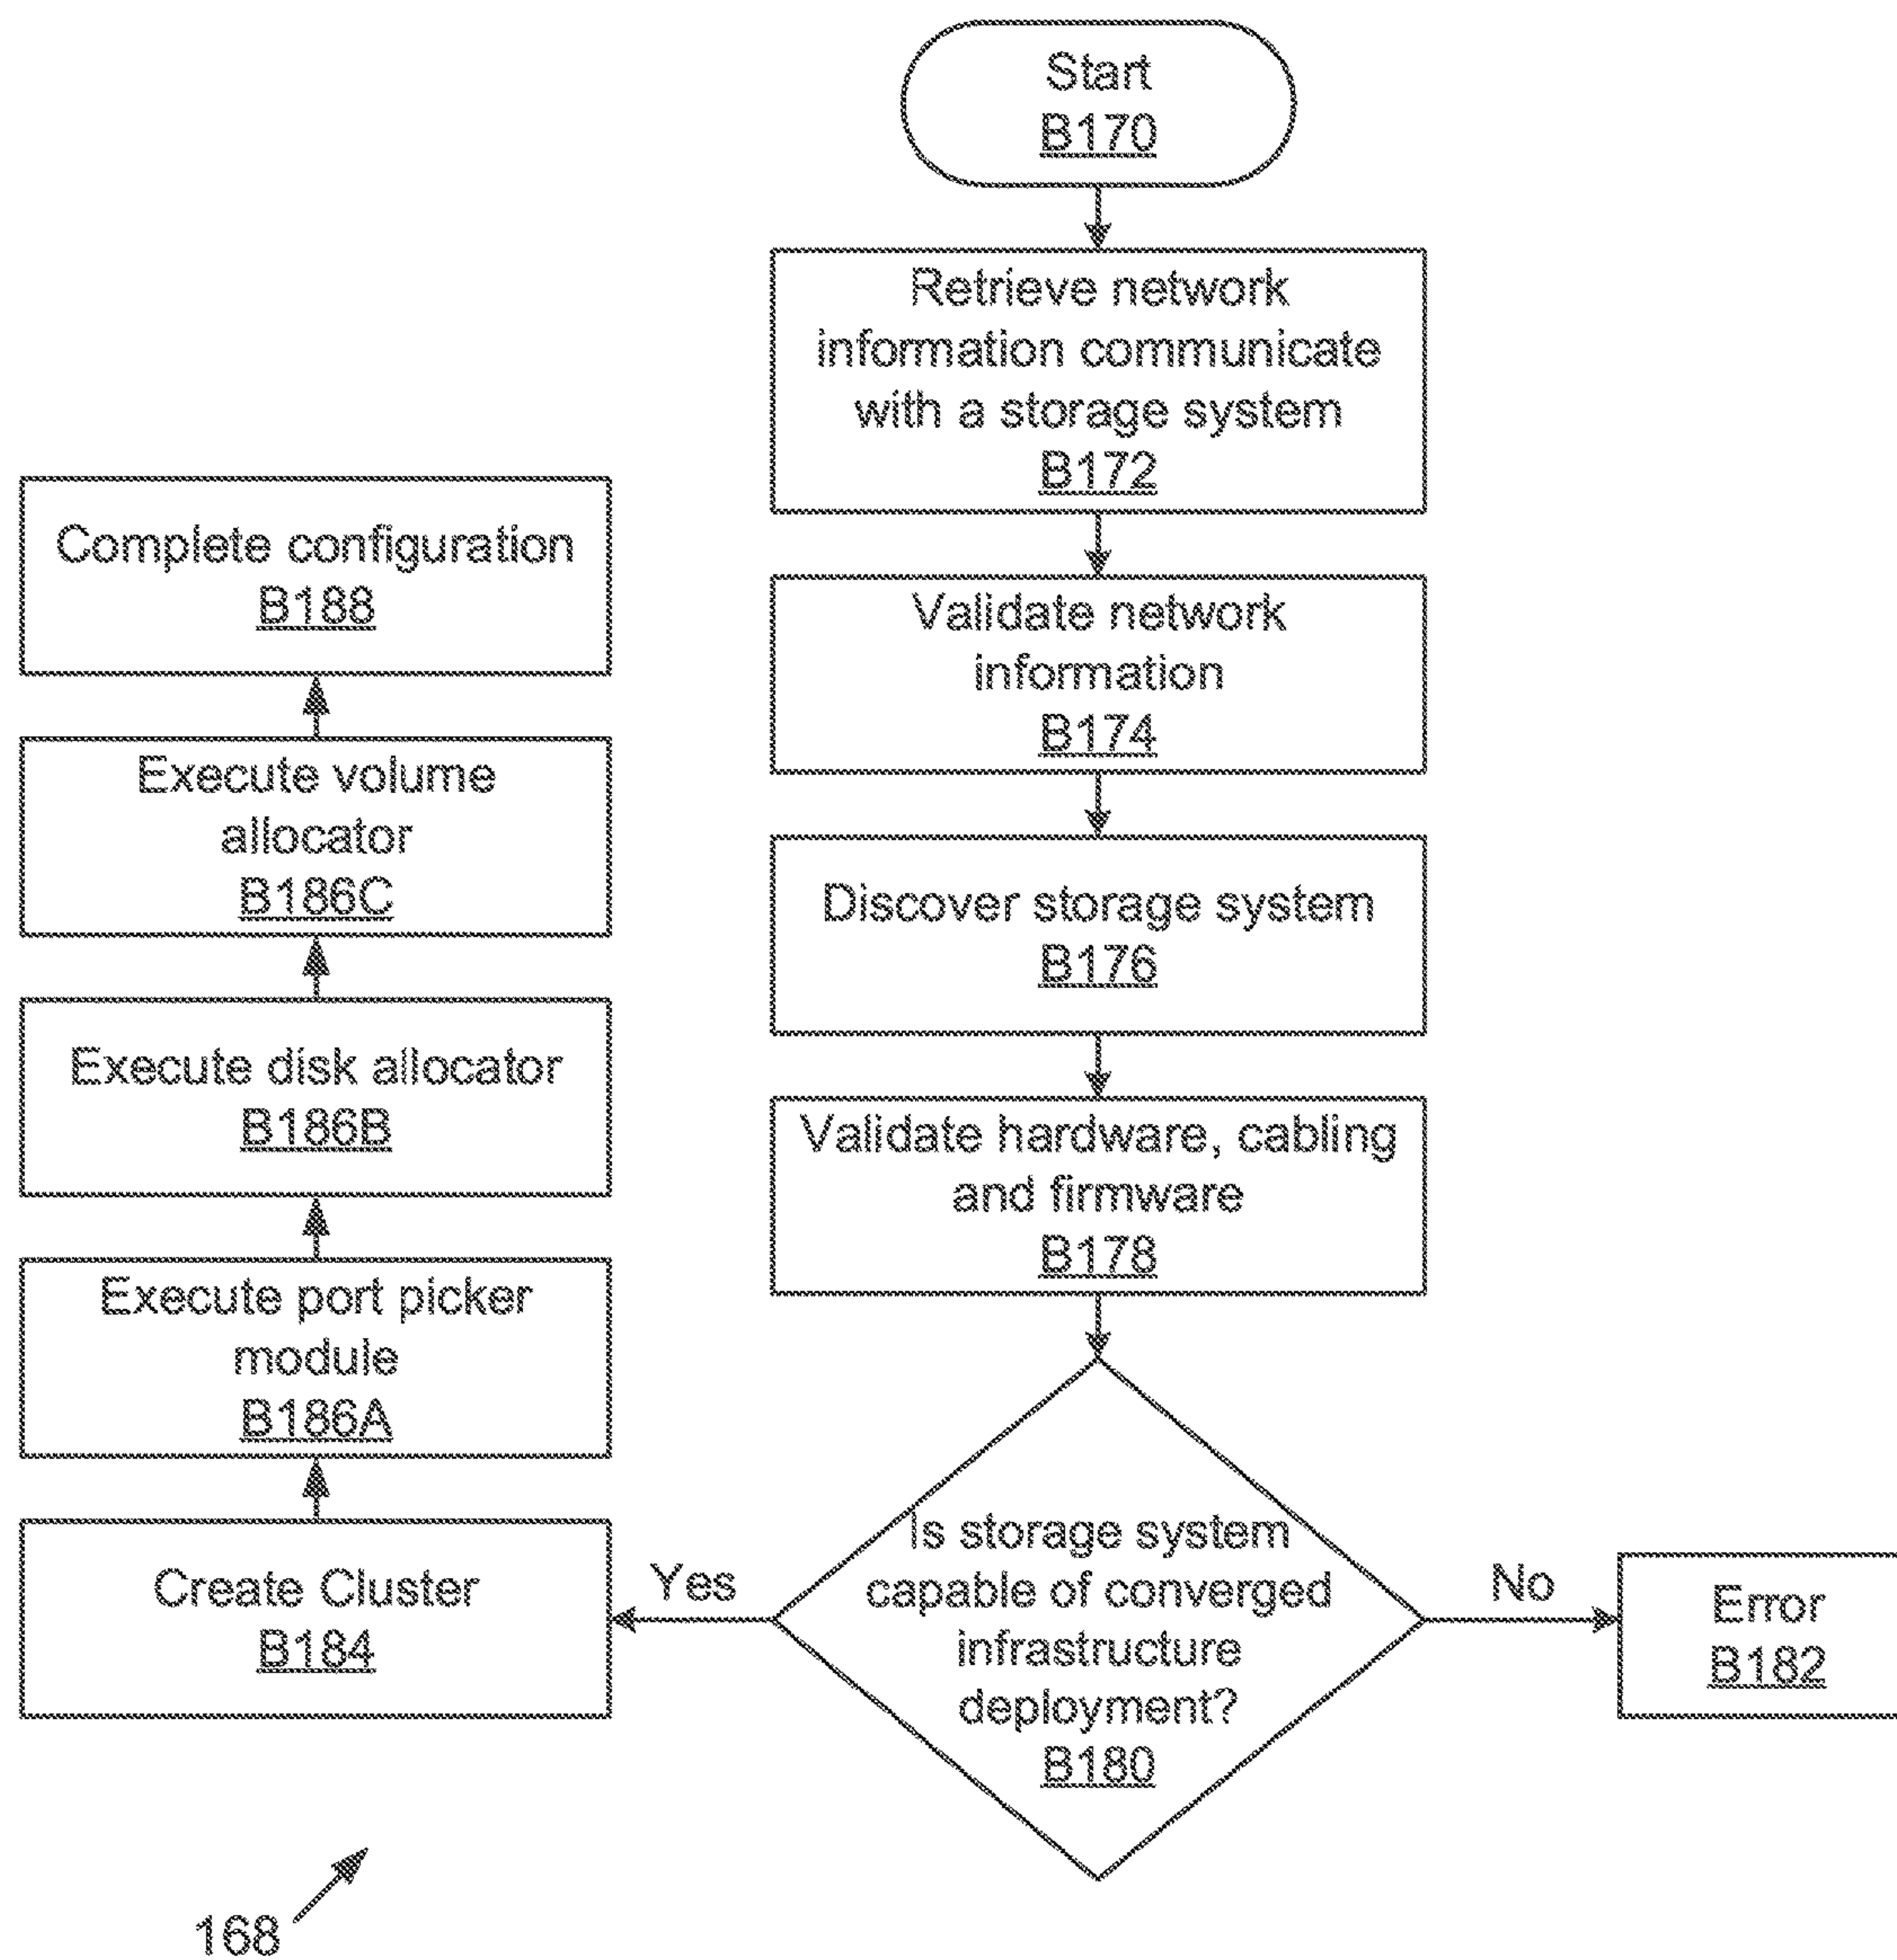 Start
B170
Retrieve network
information communicate
with a storage system
B172
Validate network
information
B174
Discover storage system
B176
Validate hardware, cabling
and firmware
B178
Is storage system
capable of converged
infrastructure
deployment?
B180
No
Error
B182
Yes
Create Cluster
B184
Execute port picker
module
B186A
Execute disk allocator
B186B
Execute volume
allocator
B186C
Complete configuration
B188
168